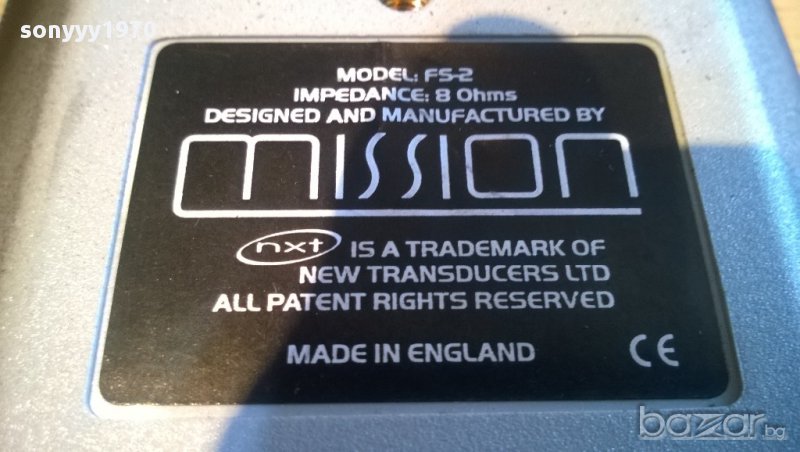 sonyyy1970
MODEL: FS-2
IMPEDANCE: 8 Ohms
DESIGNED AND MANUFACTURED BY
mission
nxt IS A TRADEMARK OF
NEW TRANSDUCERS LTD
ALL PATENT RIGHTS RESERVED
MADE IN ENGLAND CE
bazar.bg